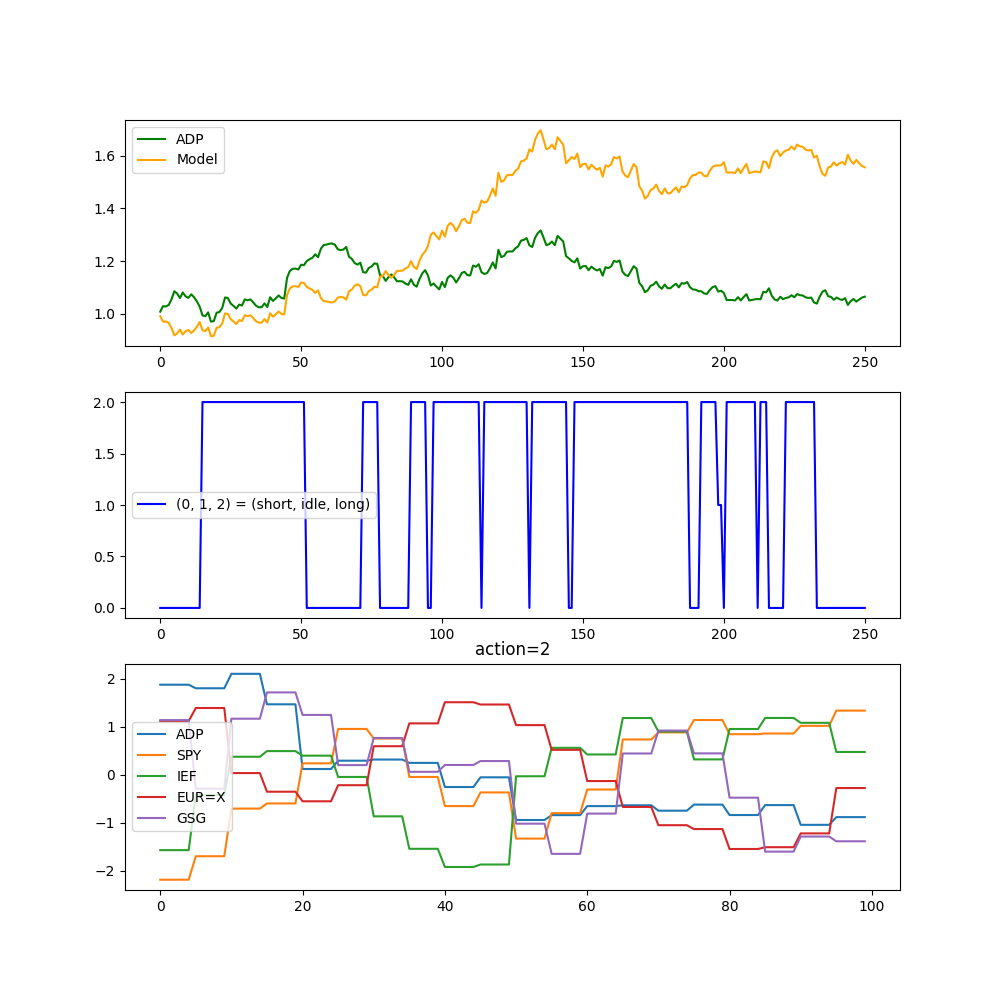 ADP
Model
1.6
1.4
1.2
1.0
0 50 100 150 200 250
2.0
1.5
1.0
0.5
0.0
(0, 1, 2) = (short, idle, long)
0 50 100 150 200 250
action=2
2
1
0
−1
−2
ADP
SPY
IEF
EUR=X
GSG
0 20 40 60 80 100